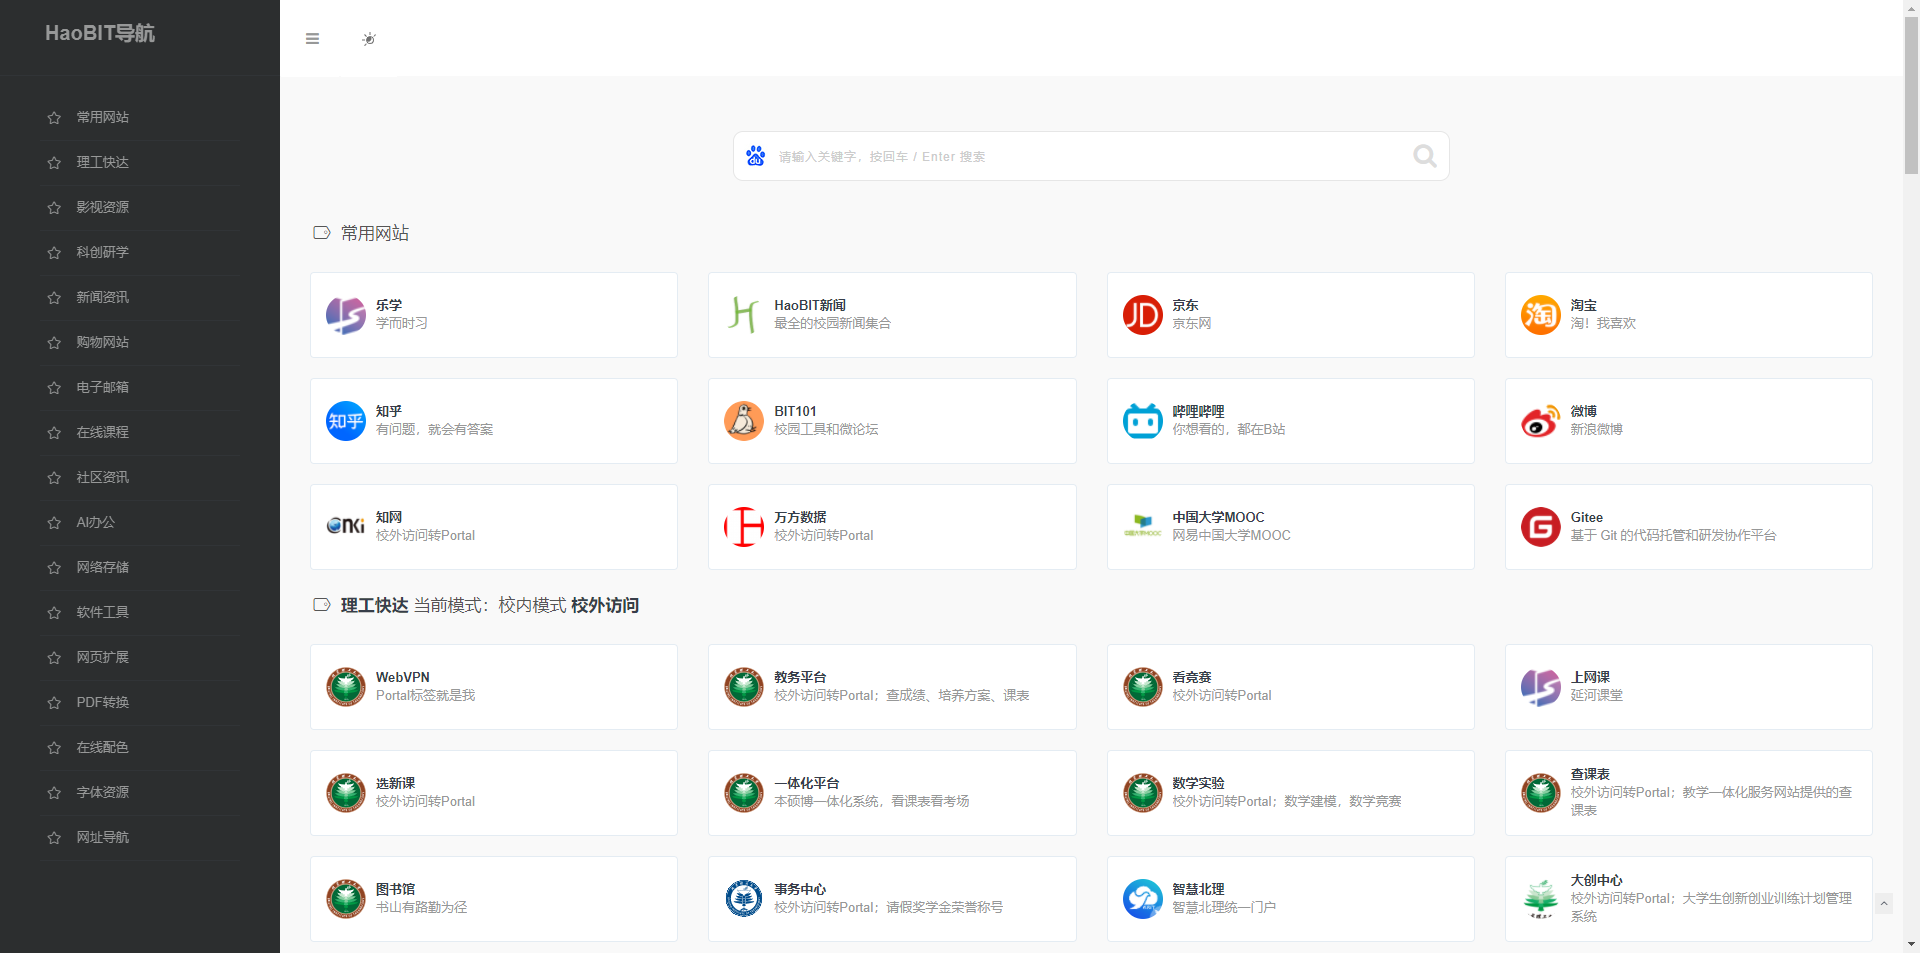 HaoBIT导航
常用网站
理工快达
影视资源
科创研学
新闻资讯
购物网站
电子邮箱
在线课程
社区资讯
AI办公
网络存储
软件工具
网页扩展
PDF转换
在线配色
字体资源
网址导航
du
请输入关键字，按回车 / Enter 搜索
常用网站
乐学
学而时习
HaoBIT新闻
最全的校园新闻集合
JD
京东
京东网
淘
淘宝
淘！我喜欢
知乎
知乎
有问题，就会有答案
BIT101
校园工具和微论坛
哔哩哔哩
你想看的，都在B站
微博
新浪微博
cnki
知网
校外访问转Portal
万方数据
校外访问转Portal
中国大学MOOC
中国大学MOOC
网易中国大学MOOC
G
Gitee
基于 Git 的代码托管和研发协作平台
理工快达 当前模式：校内模式 校外访问
WebVPN
Portal标签就是我
教务平台
校外访问转Portal；查成绩、培养方案、课表
看竞赛
校外访问转Portal
上网课
延河课堂
选新课
校外访问转Portal
一体化平台
本硕博一体化系统，看课表看考场
数学实验
校外访问转Portal；数学建模，数学竞赛
查课表
校外访问转Portal；教学一体化服务网站提供的查
课表
图书馆
书山有路勤为径
事务中心
校外访问转Portal；请假奖学金荣誉称号
智慧北理
智慧北理统一门户
大创中心
校外访问转Portal；大学生创新创业训练计划管理
系统